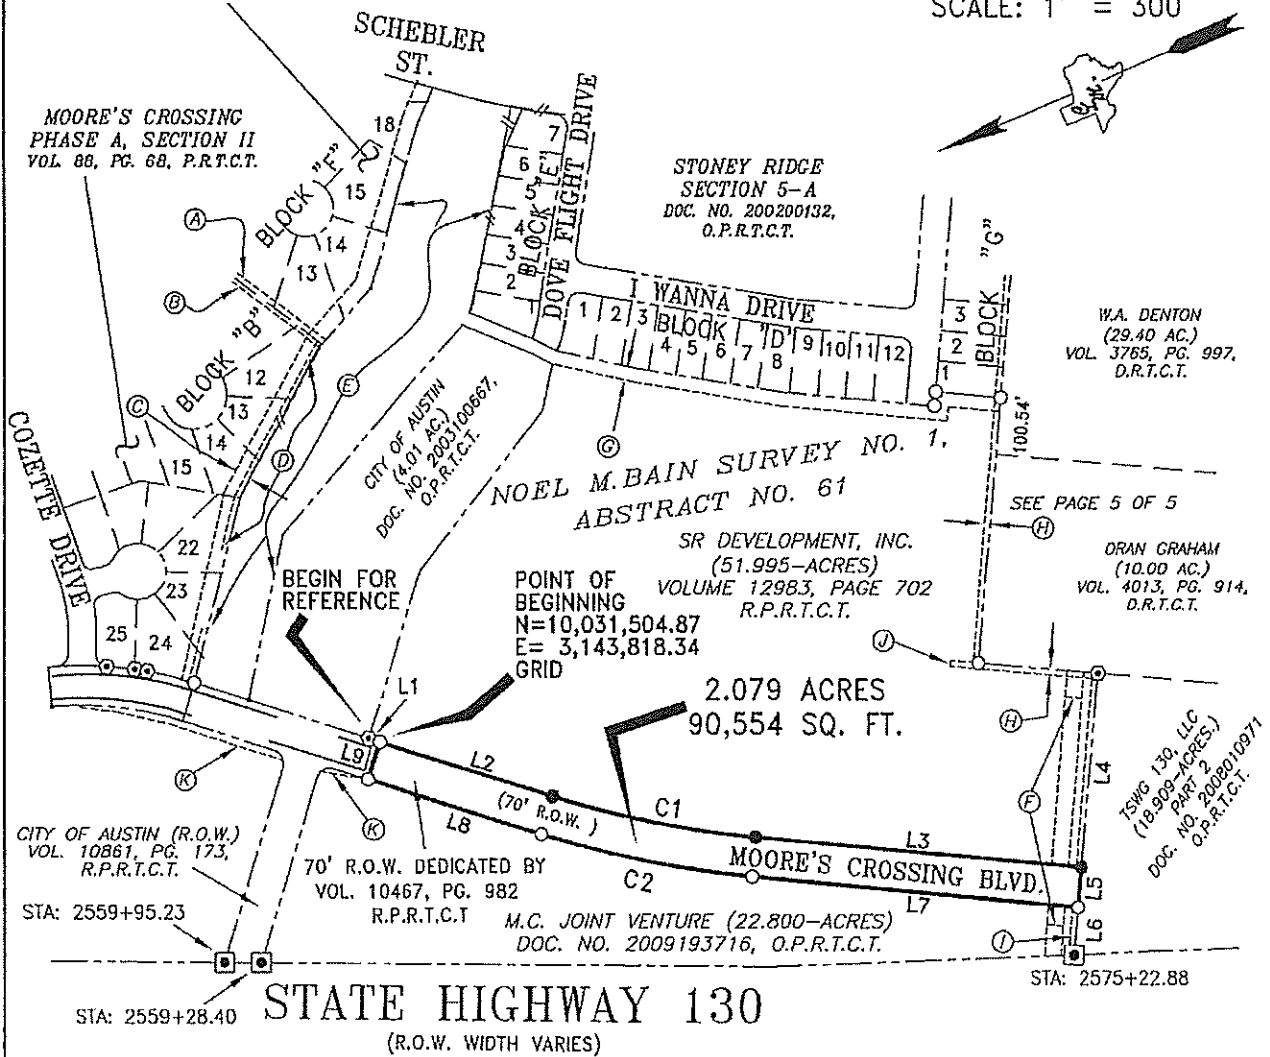 SCALE: 1" = 300'
SCHEBLER
ST.
MOORE'S CROSSING
PHASE A, SECTION II
VOL. 88, PG. 68, P.R.T.C.T.
18
BLOCK "F"
15
14
13
A
B
BLOCK "B"
12
13
14
15
C
D
E
COZETTE DRIVE
22
23
24
25
7
6
5
4
3
2
BLOCK "E"
DOVE FLIGHT DRIVE
STONEY RIDGE
SECTION 5-A
DOC. NO. 200200132,
O.P.R.T.C.T.
I WANNA DRIVE
1
2
3
BLOCK "D"
4
5
6
7
8
9
10
11
12
3
2
1
BLOCK "G"
W.A. DENTON
(29.40 AC.)
VOL. 3765, PG. 997,
D.R.T.C.T.
100.54'
G
CITY OF AUSTIN
(4.01 AC.)
DOC. NO. 2003100667,
O.P.R.T.C.T.
NOEL M. BAIN SURVEY NO. 1,
ABSTRACT NO. 61
SEE PAGE 5 OF 5
H
SR DEVELOPMENT, INC.
(51.995-ACRES)
VOLUME 12983, PAGE 702
R.P.R.T.C.T.
ORAN GRAHAM
(10.00 AC.)
VOL. 4013, PG. 914,
D.R.T.C.T.
BEGIN FOR
REFERENCE
POINT OF
BEGINNING
N=10,031,504.87
E= 3,143,818.34
GRID
J
H
L1
2.079 ACRES
90,554 SQ. FT.
L9
L2
(70' R.O.W. )
C1
L3
L4
F
TSWG 130, LLC
(18.909-ACRES.)
PART 2
DOC. NO. 2008010971
O.P.R.T.C.T.
K
K
L8
C2
MOORE'S CROSSING BLVD.
L7
L5
L6
I
CITY OF AUSTIN (R.O.W.)
VOL. 10861, PG. 173,
R.P.R.T.C.T.
70' R.O.W. DEDICATED BY
VOL. 10467, PG. 982
R.P.R.T.C.T
M.C. JOINT VENTURE (22.800-ACRES)
DOC. NO. 2009193716, O.P.R.T.C.T.
STA: 2559+95.23
STA: 2559+28.40
STA: 2575+22.88
STATE HIGHWAY 130
(R.O.W. WIDTH VARIES)